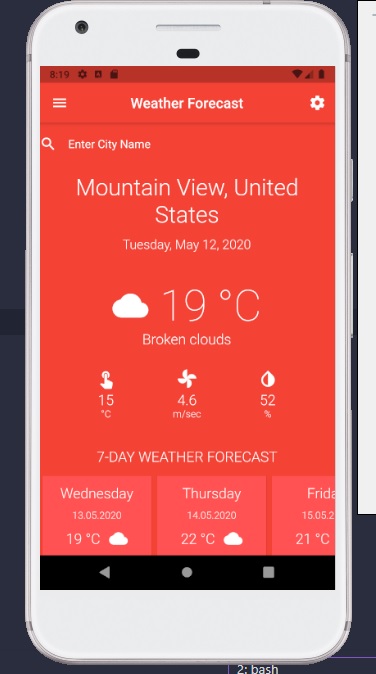 8:19
Weather Forecast
Enter City Name
Mountain View, United
States
Tuesday, May 12, 2020
19 °C
Broken clouds
15 4.6 52
°C m/sec %
7-DAY WEATHER FORECAST
Wednesday Thursday Frida
13.05.2020 14.05.2020 15.05.2
19 °C 22 °C 21 °C
2: bash